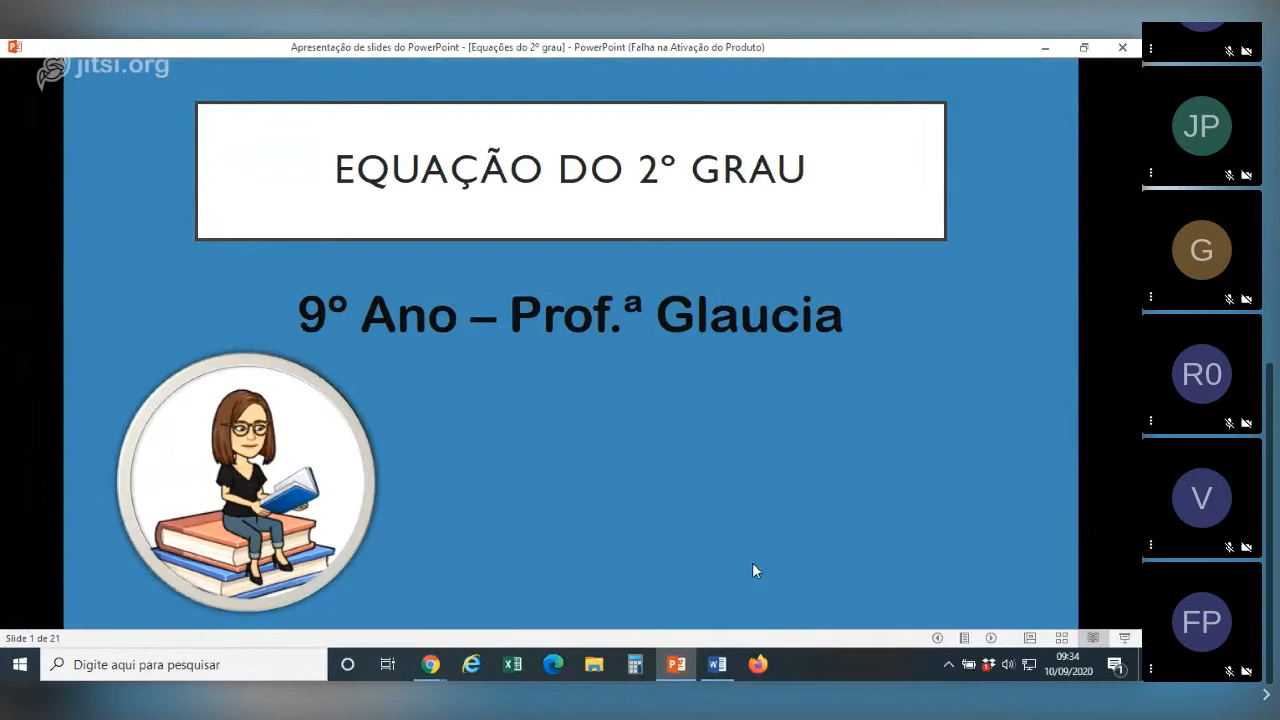 Apresentação de slides do PowerPoint - [Equações do 2º grau] - PowerPoint (Falha na Ativação do Produto)
jitsi.org
EQUAÇÃO DO 2º GRAU
9º Ano – Prof.ª Glaucia
JP
G
R0
V
FP
Slide 1 de 21
Digite aqui para pesquisar
09:34
10/09/2020